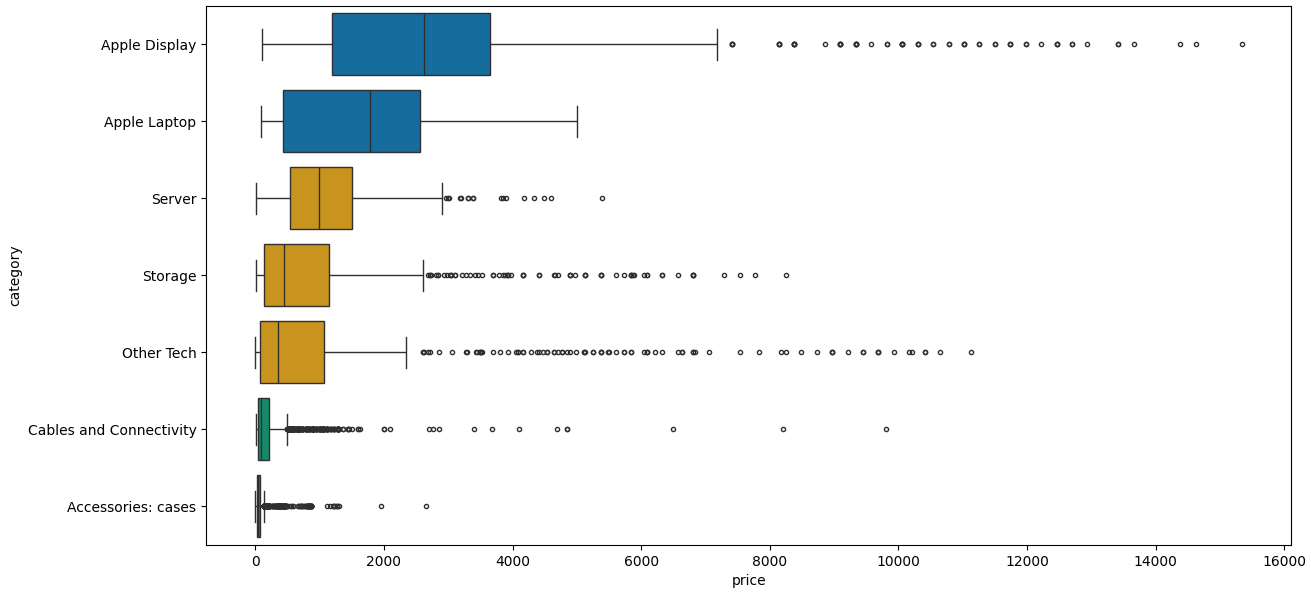 category
Apple Display
Apple Laptop
Server
Storage
Other Tech
Cables and Connectivity
Accessories: cases
0 2000 4000 6000 8000 10000 12000 14000 16000
price